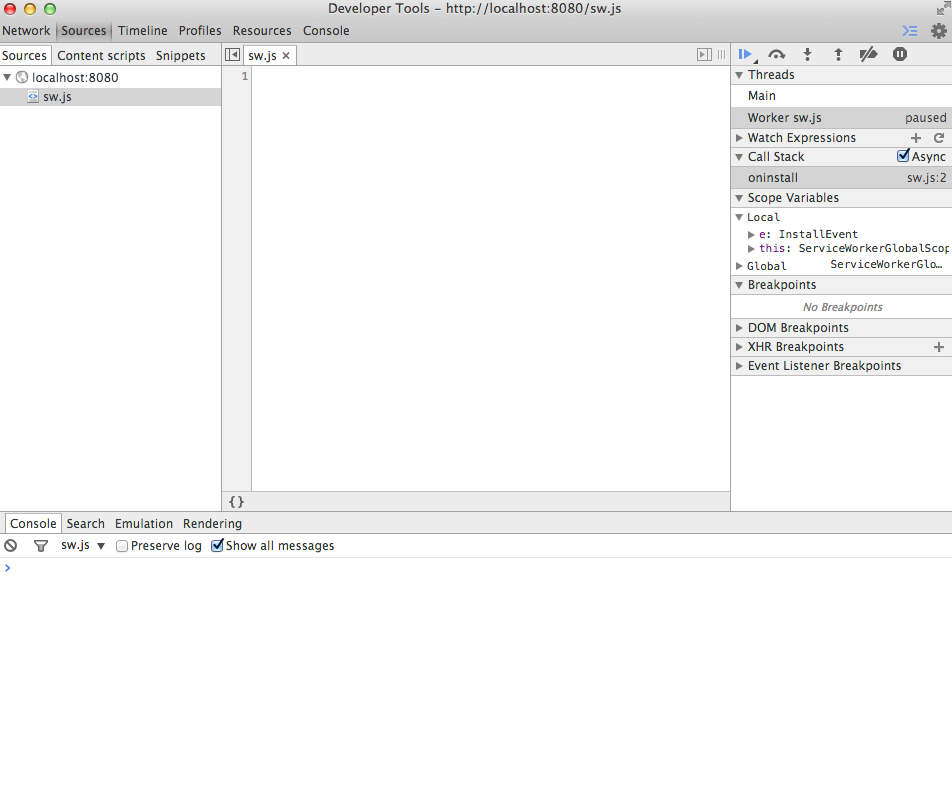 Developer Tools - http://localhost:8080/sw.js
Network Sources Timeline Profiles Resources Console
Sources Content scripts Snippets
localhost:8080
sw.js
sw.js ×
1
{}
Threads
Main
Worker sw.js paused
Watch Expressions
Call Stack Async
oninstall sw.js:2
Scope Variables
Local
e: InstallEvent
this: ServiceWorkerGlobalScop
Global ServiceWorkerGlo…
Breakpoints
No Breakpoints
DOM Breakpoints
XHR Breakpoints
Event Listener Breakpoints
Console Search Emulation Rendering
sw.js Preserve log Show all messages